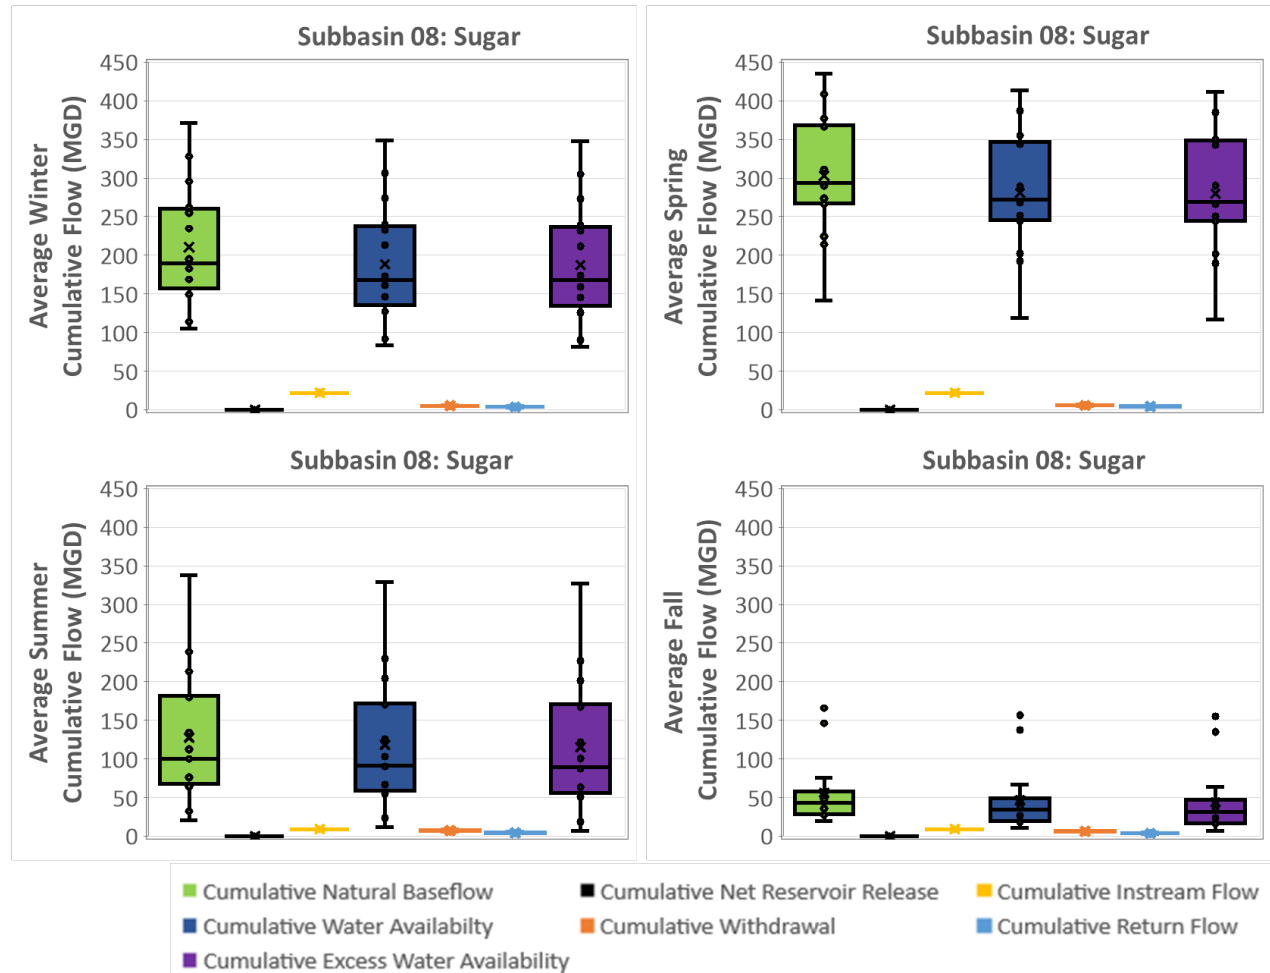 Subbasin 08: Sugar
Average Winter
Cumulative Flow (MGD)
450
400
350
300
250
200
150
100
50
0
Subbasin 08: Sugar
Average Spring
Cumulative Flow (MGD)
450
400
350
300
250
200
150
100
50
0
Subbasin 08: Sugar
Average Summer
Cumulative Flow (MGD)
450
400
350
300
250
200
150
100
50
0
Subbasin 08: Sugar
Average Fall
Cumulative Flow (MGD)
450
400
350
300
250
200
150
100
50
0
Cumulative Natural Baseflow
Cumulative Net Reservoir Release
Cumulative Instream Flow
Cumulative Water Availabilty
Cumulative Withdrawal
Cumulative Return Flow
Cumulative Excess Water Availability